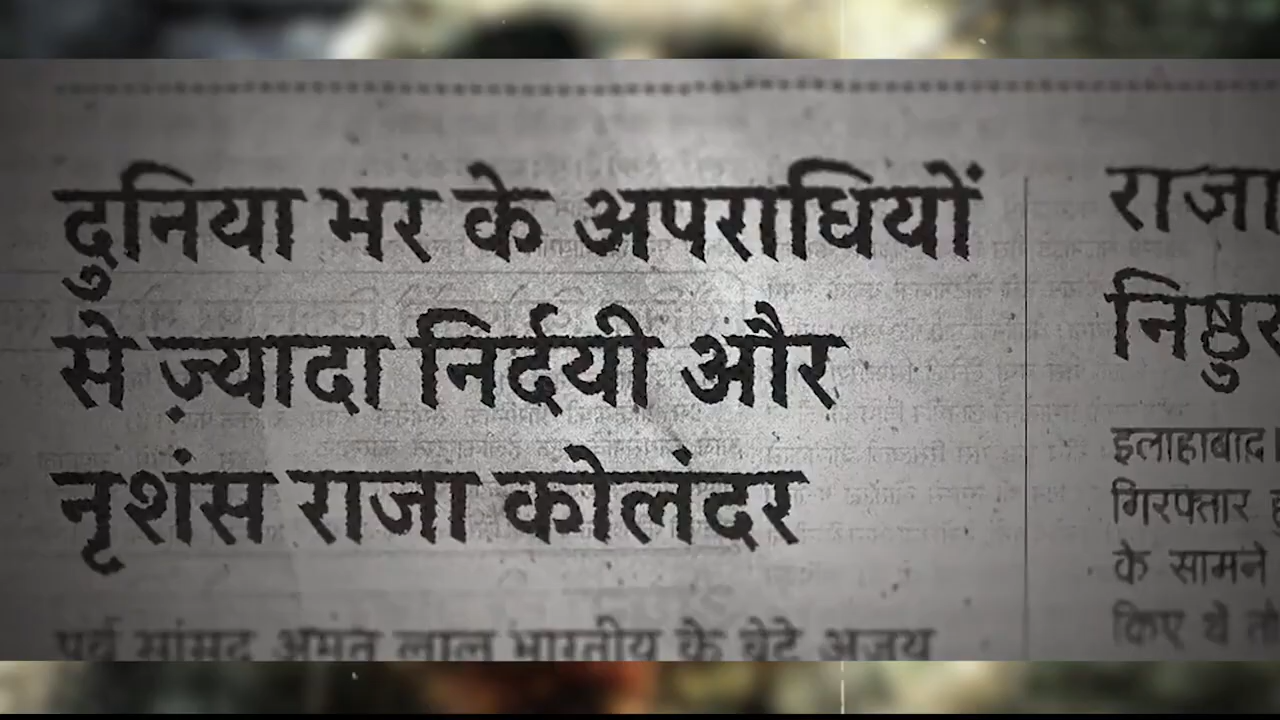 दुनिया भर के अपराधियों
से ज़्यादा निर्दयी और
नृशंस राजा कोलंदर
पूर्व सांसद अमृत लाल भारतीय के बेटे अजय
राजा
इलाहाबाद।
गिरफ्तार
के सामने
किए थे